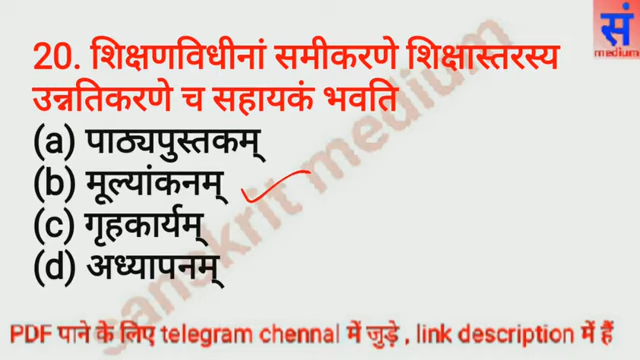 सं
medium
20. शिक्षणविधीनां समीकरणे शिक्षास्तरस्य
उन्नतिकरणे च सहायकं भवति
(a) पाठ्यपुस्तकम्
(b) मूल्यांकनम्
(c) गृहकार्यम्
(d) अध्यापनम्
sanskrit medium
PDF पाने के लिए telegram chennal में जुड़े , link description में हैं